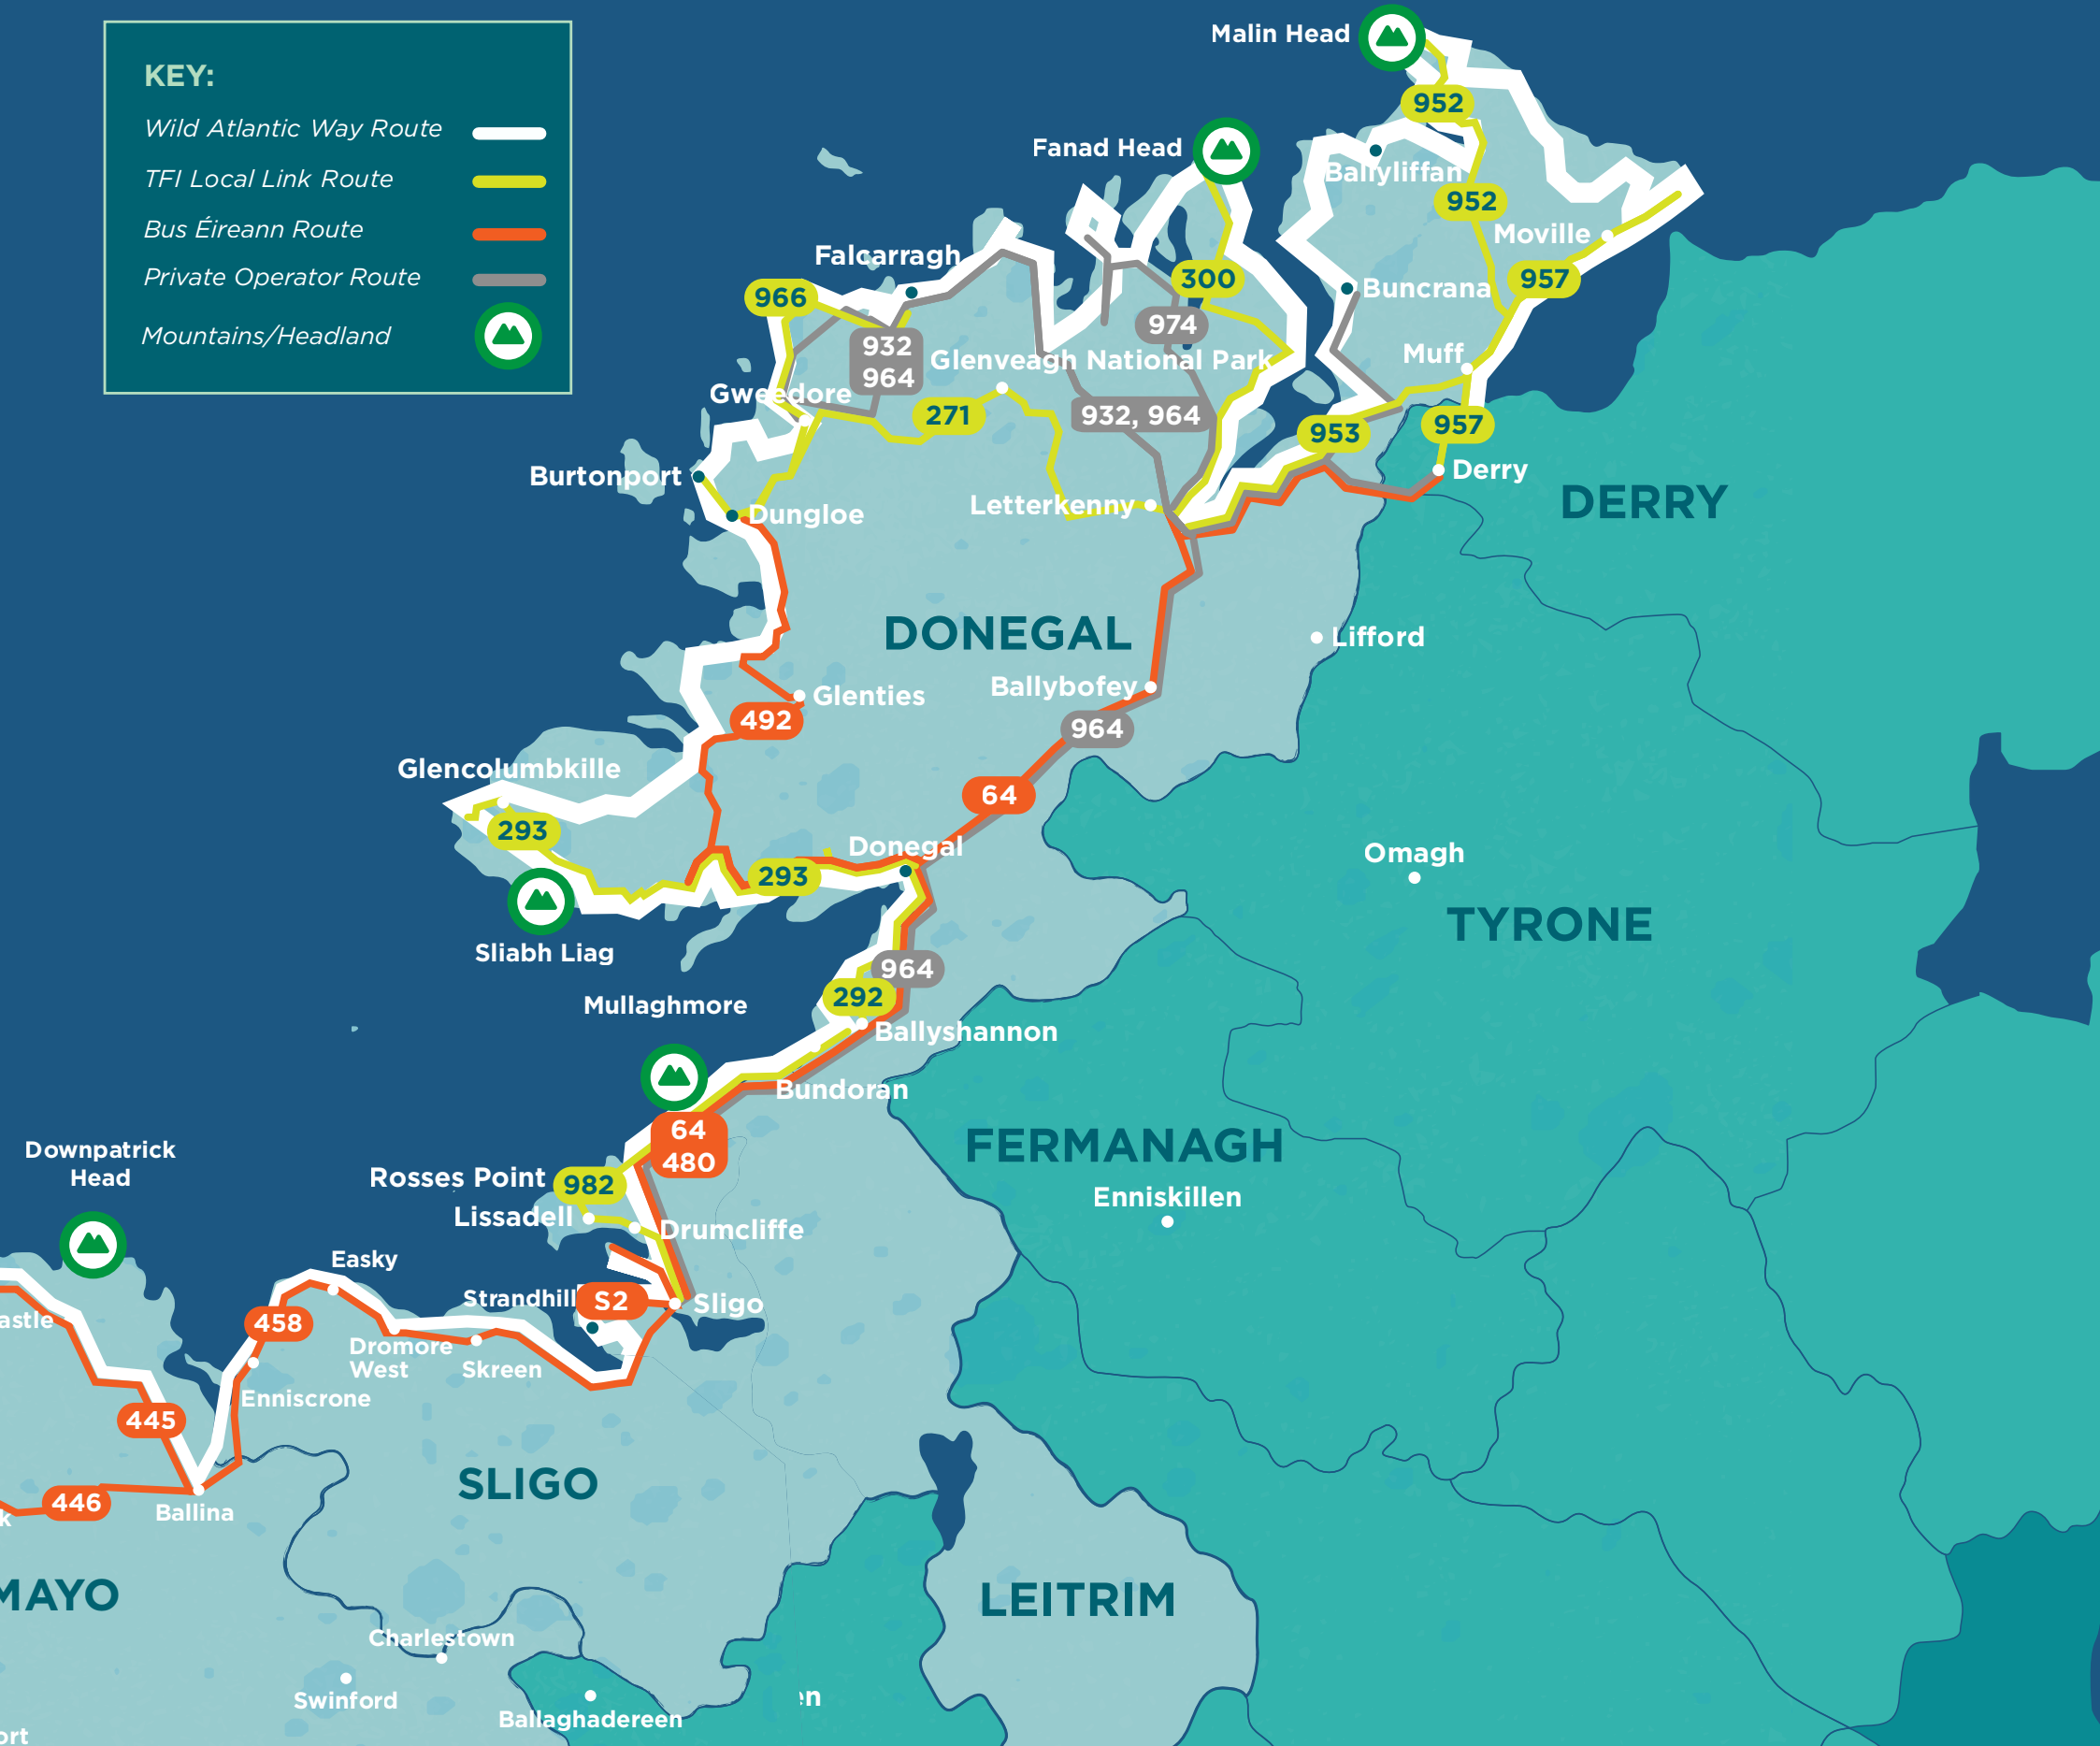 KEY:
Wild Atlantic Way Route
TFI Local Link Route
Bus Éireann Route
Private Operator Route
Mountains/Headland
Malin Head
952
Fanad Head
Ballyliffan
952
Moville
Falcarragh
300
957
966
Buncrana
974
932
964
Glenveagh National Park
Muff
Gweedore
271
932, 964
953
957
Burtonport
Derry
DERRY
Letterkenny
Dungloe
DONEGAL
Lifford
Ballybofey
Glenties
492
964
Glencolumbkille
64
293
Donegal
Omagh
293
TYRONE
Sliabh Liag
964
292
Mullaghmore
Ballyshannon
Bundoran
64
480
FERMANAGH
Downpatrick
Head
Rosses Point
982
Enniskillen
Lissadell
Drumcliffe
Easky
Strandhill
S2
Sligo
astle
458
Dromore
West
Skreen
Enniscrone
445
SLIGO
446
Ballina
k
MAYO
LEITRIM
Charlestown
Swinford
en
Ballaghadereen
ort